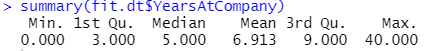 > summary(fit.dt$YearsAtCompany)
Min. 1st Qu. Median Mean 3rd Qu. Max.
0.000 3.000 5.000 6.913 9.000 40.000